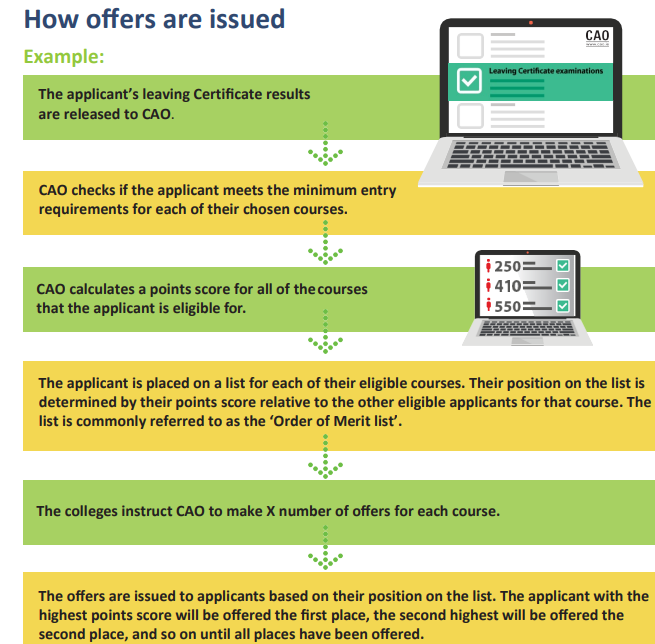 How offers are issued
Example:
CAO
www.cao.ie
Leaving Certificate examinations
The applicant's leaving Certificate results
are released to CAO.
CAO checks if the applicant meets the minimum entry
requirements for each of their chosen courses.
250
410
550
CAO calculates a points score for all of the courses
that the applicant is eligible for.
The applicant is placed on a list for each of their eligible courses. Their position on the list is
determined by their points score relative to the other eligible applicants for that course. The
list is commonly referred to as the ‘Order of Merit list’.
The colleges instruct CAO to make X number of offers for each course.
The offers are issued to applicants based on their position on the list. The applicant with the
highest points score will be offered the first place, the second highest will be offered the
second place, and so on until all places have been offered.